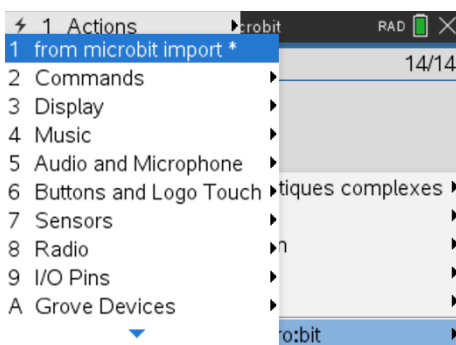 1 Actions
crobit RAD
1 from microbit import *
14/14
2 Commands
3 Display
4 Music
5 Audio and Microphone
6 Buttons and Logo Touch
tiques complexes
7 Sensors
8 Radio
9 I/O Pins
A Grove Devices
ro:bit